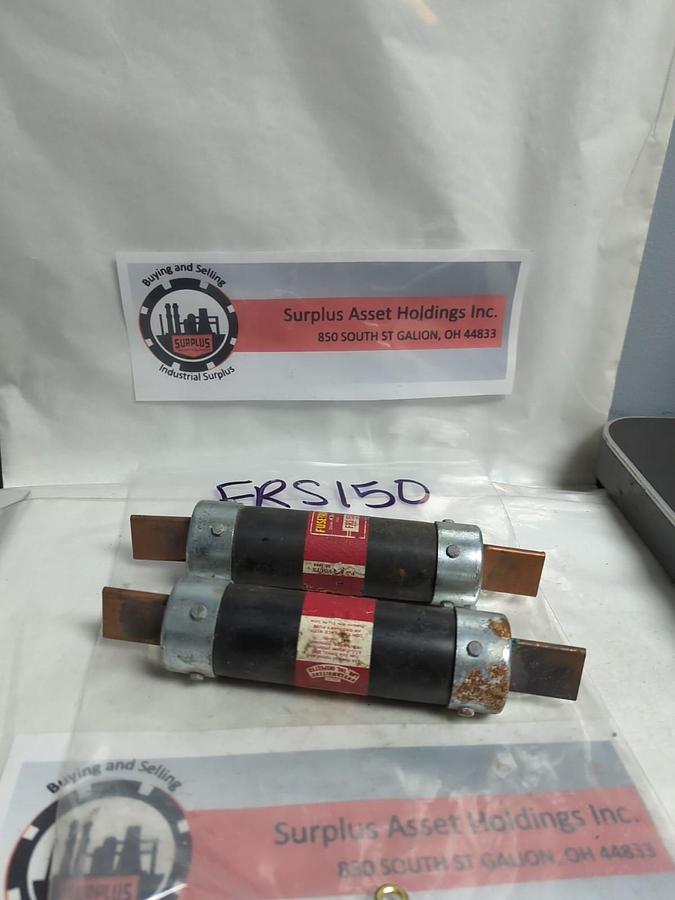 Buying and Selling
SURPLUS
Industrial Surplus
Surplus Asset Holdings Inc.
850 SOUTH ST GALION, OH 44833
FRS150
Buying and Selling
SURPLUS
Surplus Asset Holdings Inc.
850 SOUTH ST GALION, OH 44833